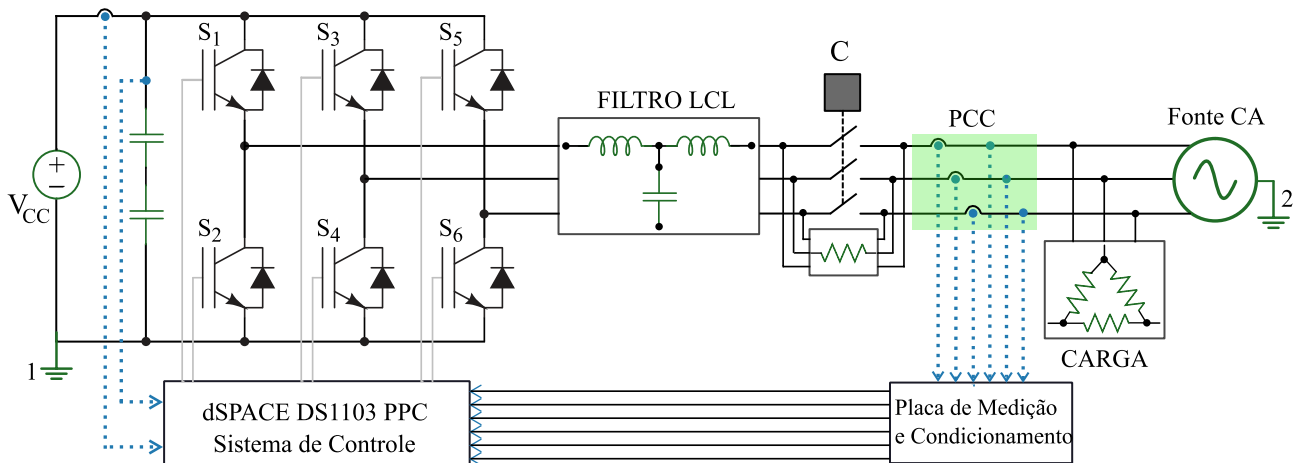 S1
S3
S5
C
FILTRO LCL
PCC
Fonte CA
+
−
VCC
2
S2
S4
S6
1
CARGA
dSPACE DS1103 PPC
Sistema de Controle
Placa de Medição
e Condicionamento